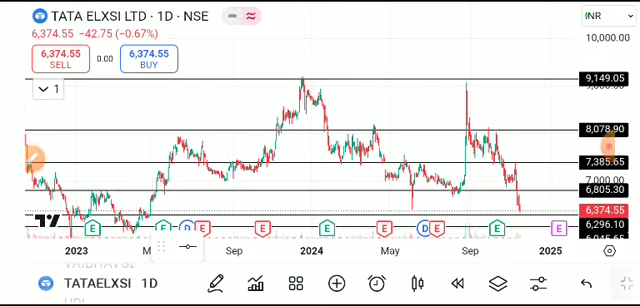 TATA ELXSI LTD · 1D · NSE
INR
6,374.55 -42.75 (-0.67%)
10,000.00
6,374.55
SELL
0.00
6,374.55
BUY
9,149.05
1
8,078.90
7,385.65
7,000.00
6,805.30
6,374.55
6,296.10
E E D E E E E D E E E
2023
Sep
2024
May
Sep
2025
TATAELXSI 1D